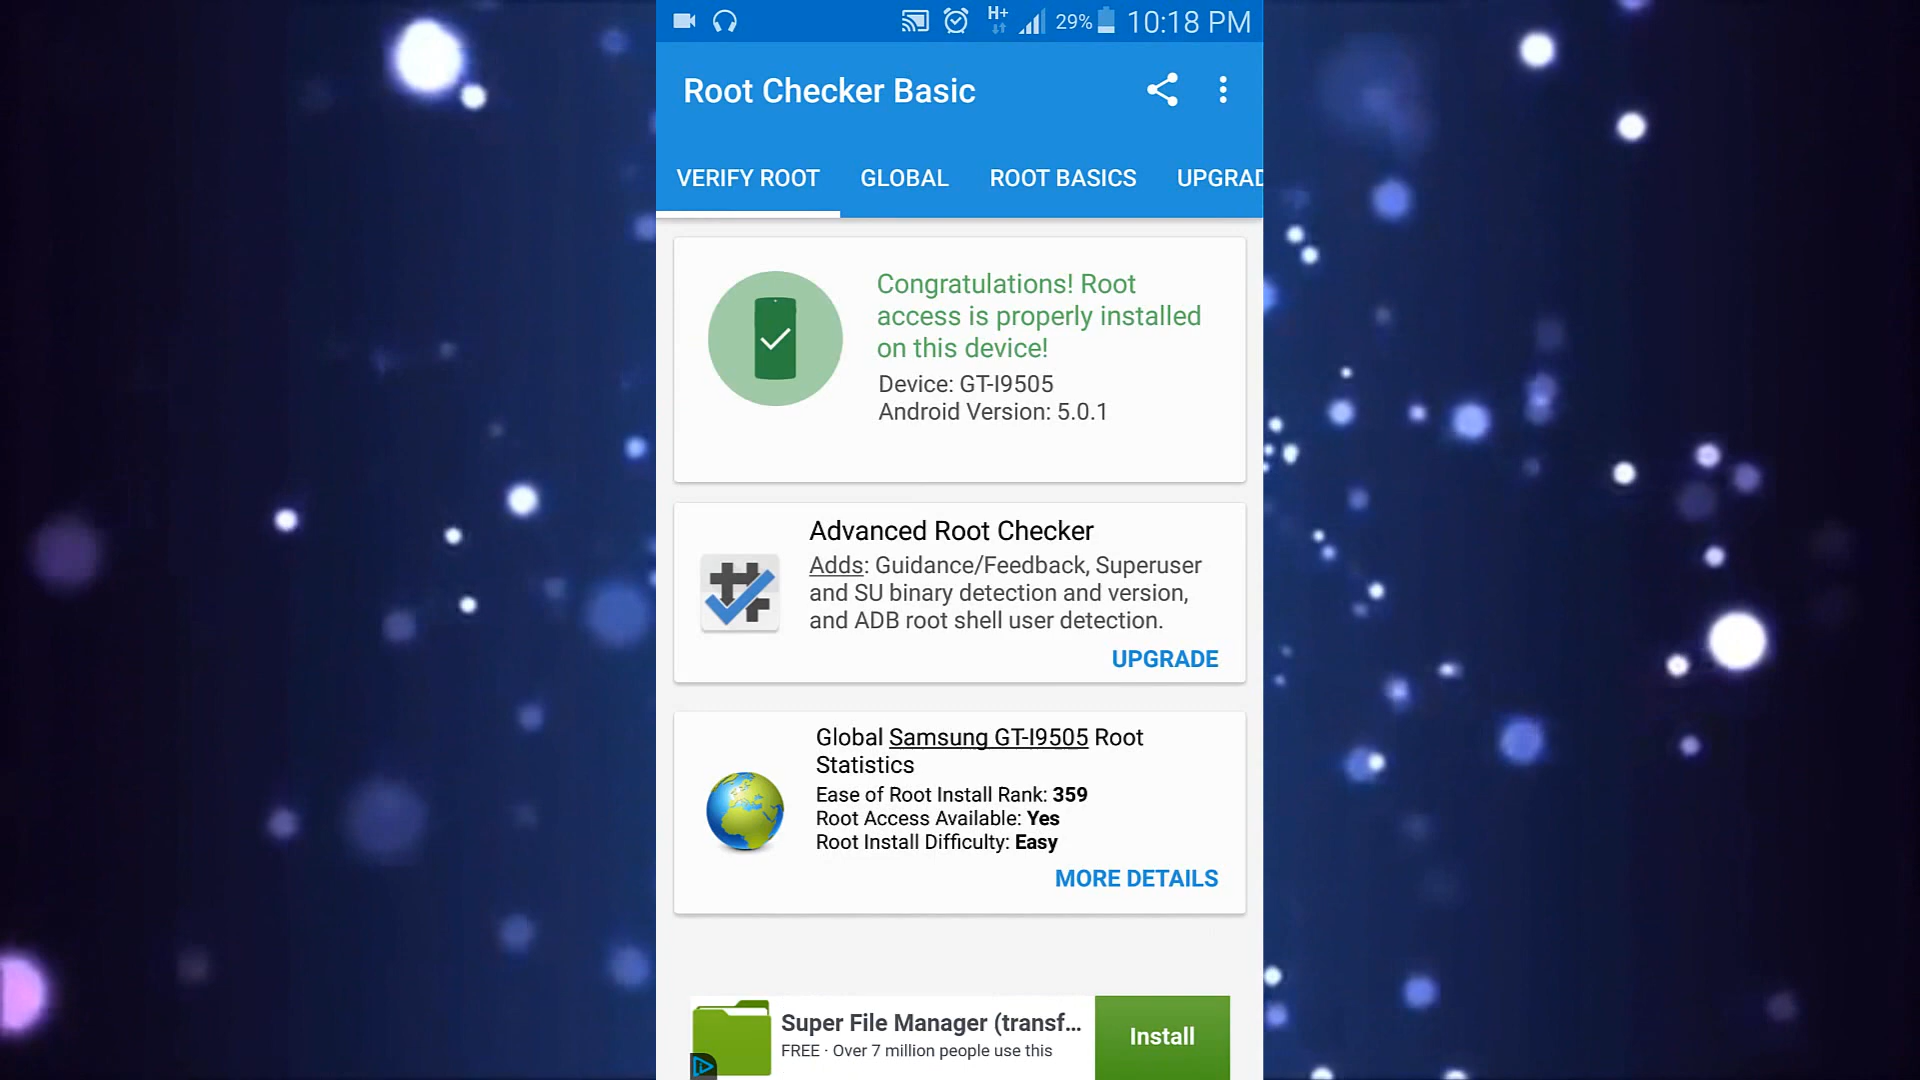 H+ 29% 10:18 PM
Root Checker Basic
VERIFY ROOT GLOBAL ROOT BASICS UPGRAD
Congratulations! Root
access is properly installed
on this device!
Device: GT-I9505
Android Version: 5.0.1
Advanced Root Checker
Adds: Guidance/Feedback, Superuser
and SU binary detection and version,
and ADB root shell user detection.
UPGRADE
Global Samsung GT-I9505 Root
Statistics
Ease of Root Install Rank: 359
Root Access Available: Yes
Root Install Difficulty: Easy
MORE DETAILS
Super File Manager (transf...
FREE · Over 7 million people use this
Install